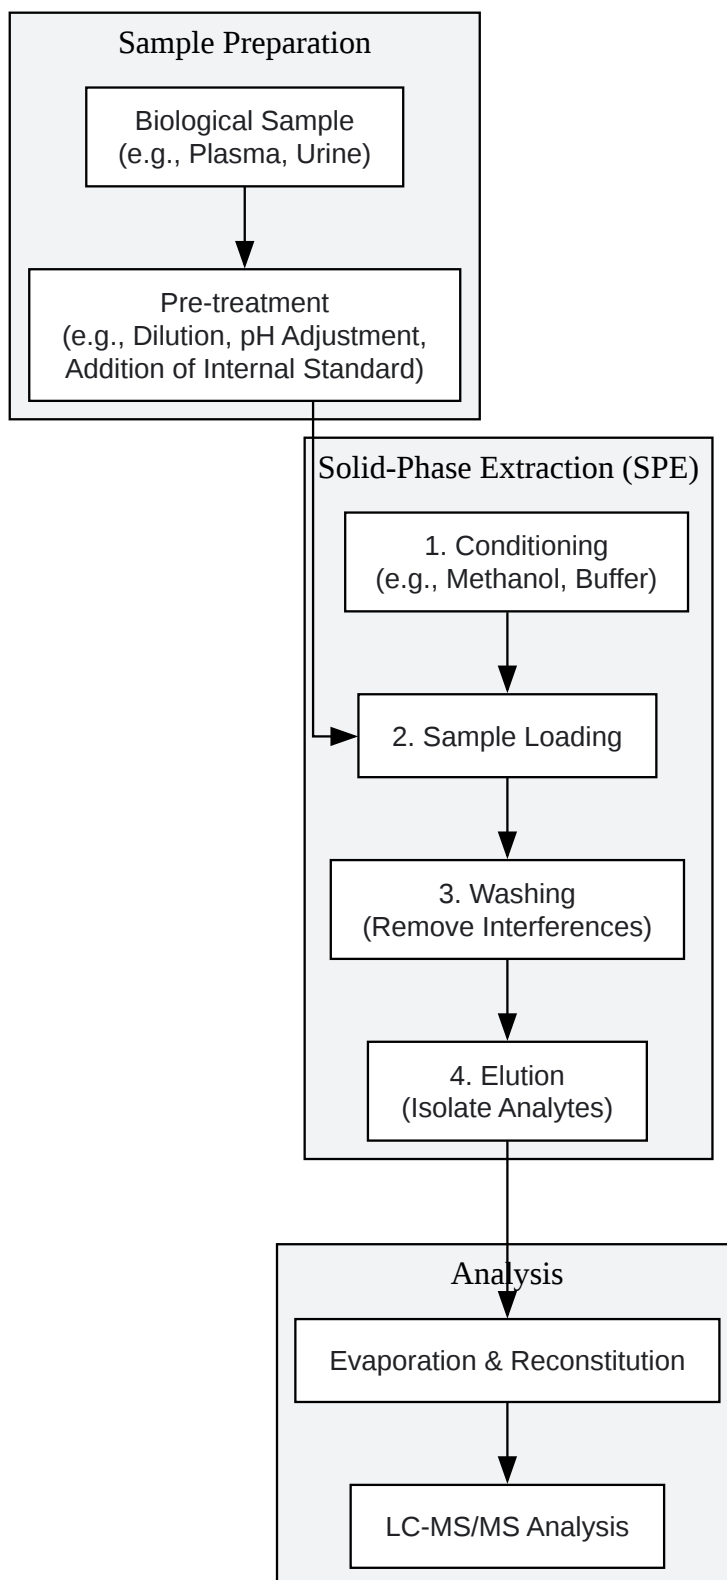 Sample Preparation
Biological Sample
(e.g., Plasma, Urine)
Pre-treatment
(e.g., Dilution, pH Adjustment,
Addition of Internal Standard)
Solid-Phase Extraction (SPE)
1. Conditioning
(e.g., Methanol, Buffer)
2. Sample Loading
3. Washing
(Remove Interferences)
4. Elution
(Isolate Analytes)
Analysis
Evaporation & Reconstitution
LC-MS/MS Analysis